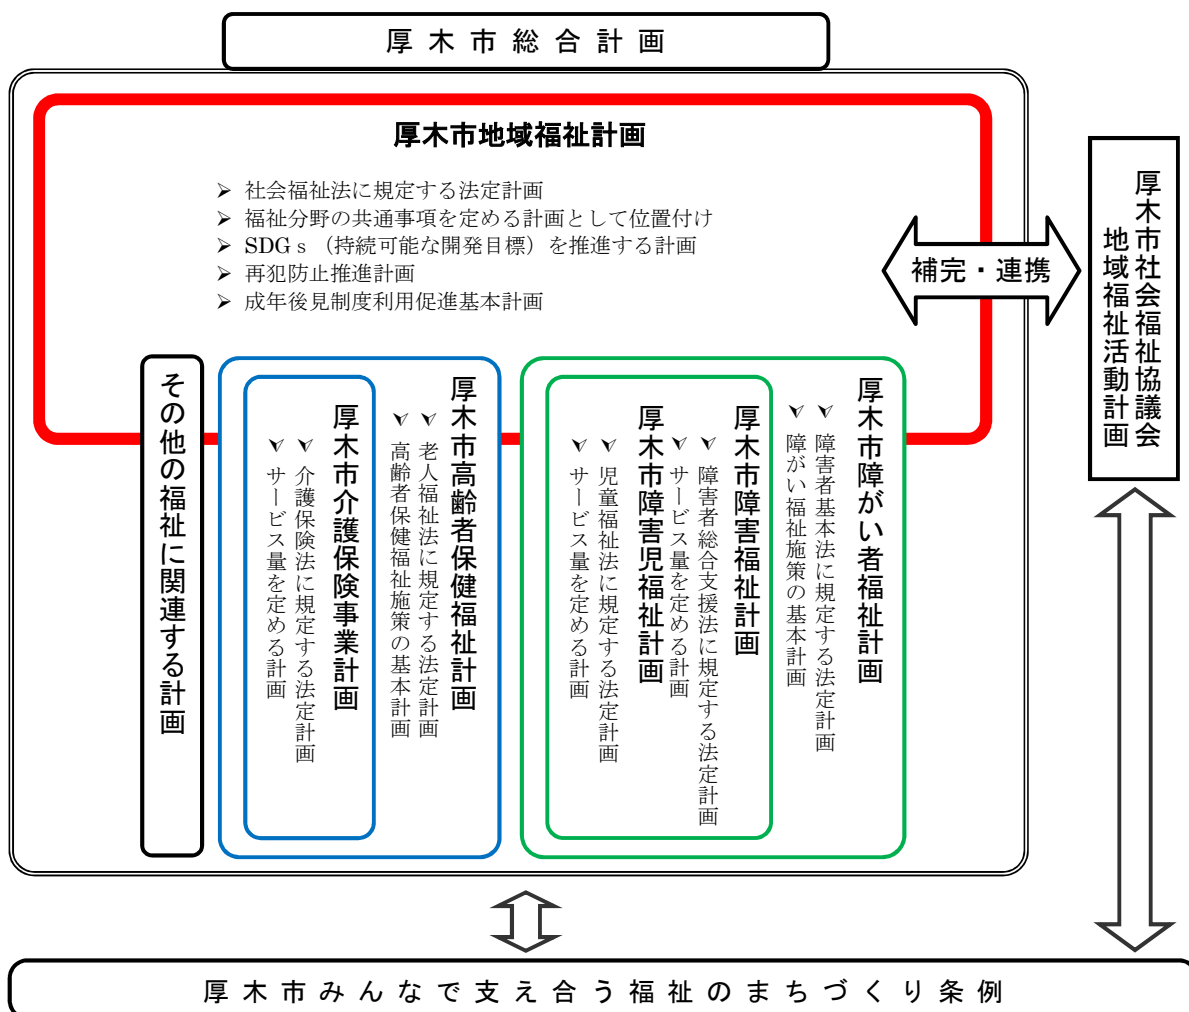 厚木市総合計画
厚木市地域福祉計画
➢ 社会福祉法に規定する法定計画
➢ 福祉分野の共通事項を定める計画として位置付け
➢ SDGｓ（持続可能な開発目標）を推進する計画
➢ 再犯防止推進計画
➢ 成年後見制度利用促進基本計画
補完・連携
厚木市社会福祉協議会
地域福祉活動計画
厚木市障がい者福祉計画
➢ 障害者基本法に規定する法定計画
➢ 障がい福祉施策の基本計画
厚木市障害福祉計画
➢ 障害者総合支援法に規定する法定計画
➢ サービス量を定める計画
厚木市障害児福祉計画
➢ 児童福祉法に規定する法定計画
➢ サービス量を定める計画
厚木市高齢者保健福祉計画
➢ 老人福祉法に規定する法定計画
➢ 高齢者保健福祉施策の基本計画
厚木市介護保険事業計画
➢ 介護保険法に規定する法定計画
➢ サービス量を定める計画
その他の福祉に関連する計画
厚木市みんなで支え合う福祉のまちづくり条例